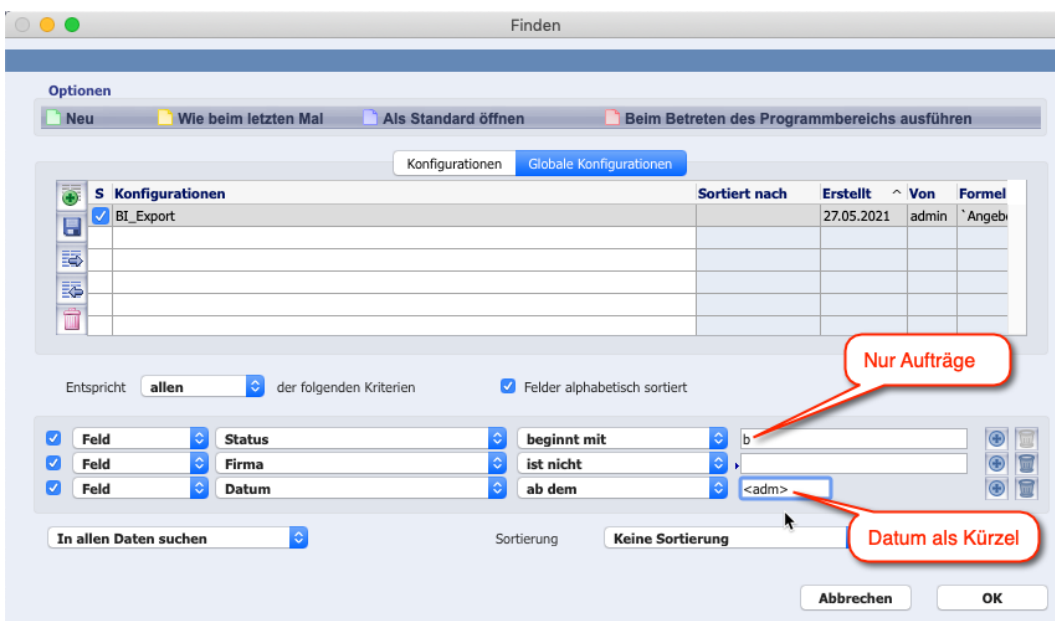 Finden
Optionen
Neu Wie beim letzten Mal Als Standard öffnen Beim Betreten des Programmbereichs ausführen
Konfigurationen Globale Konfigurationen
S Konfigurationen Sortiert nach Erstellt ^ Von Formel
BI_Export 27.05.2021 admin `Angeb
Nur Aufträge
Entspricht allen der folgenden Kriterien Felder alphabetisch sortiert
Feld Status beginnt mit b
Feld Firma ist nicht
Feld Datum ab dem <adm>
In allen Daten suchen Sortierung Keine Sortierung
Datum als Kürzel
Abbrechen OK